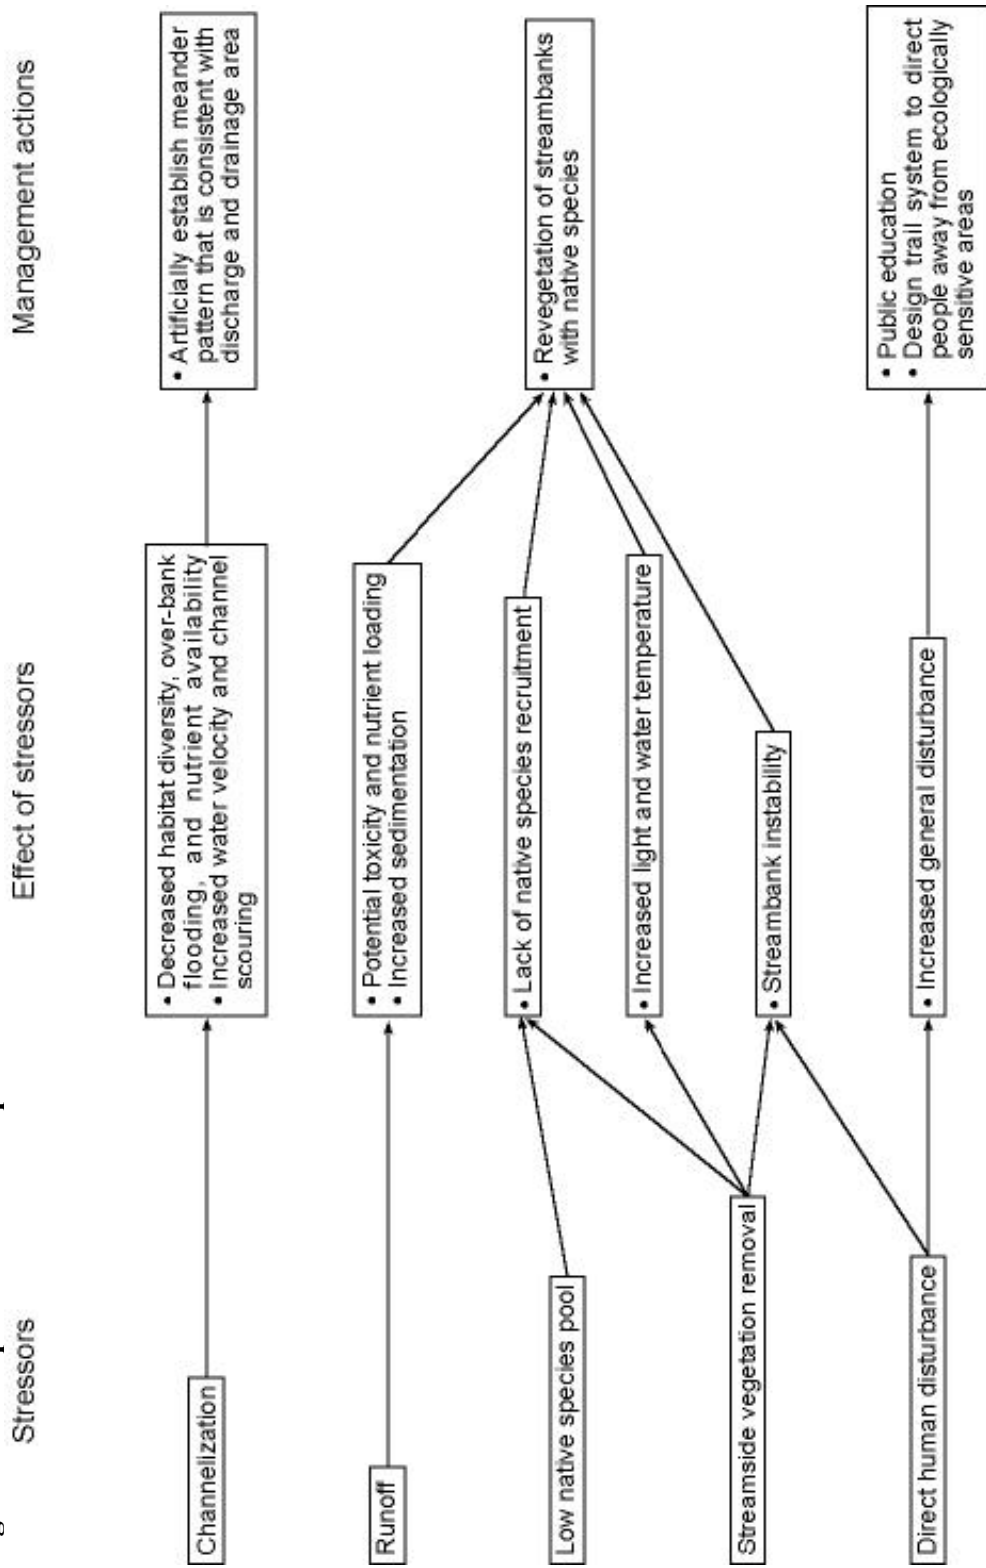 Stressors
Effect of stressors
Management actions
Channelization
• Decreased habitat diversity, over-bank
flooding, and nutrient availability
• Increased water velocity and channel
scouring
• Artificially establish meander
pattern that is consistent with
discharge and drainage area
Runoff
• Potential toxicity and nutrient loading
• Increased sedimentation
Low native species pool
• Lack of native species recruitment
• Revegetation of streambanks
with native species
Streamside vegetation removal
• Increased light and water temperature
• Streambank instability
Direct human disturbance
• Increased general disturbance
• Public education
• Design trail system to direct
people away from ecologically
sensitive areas